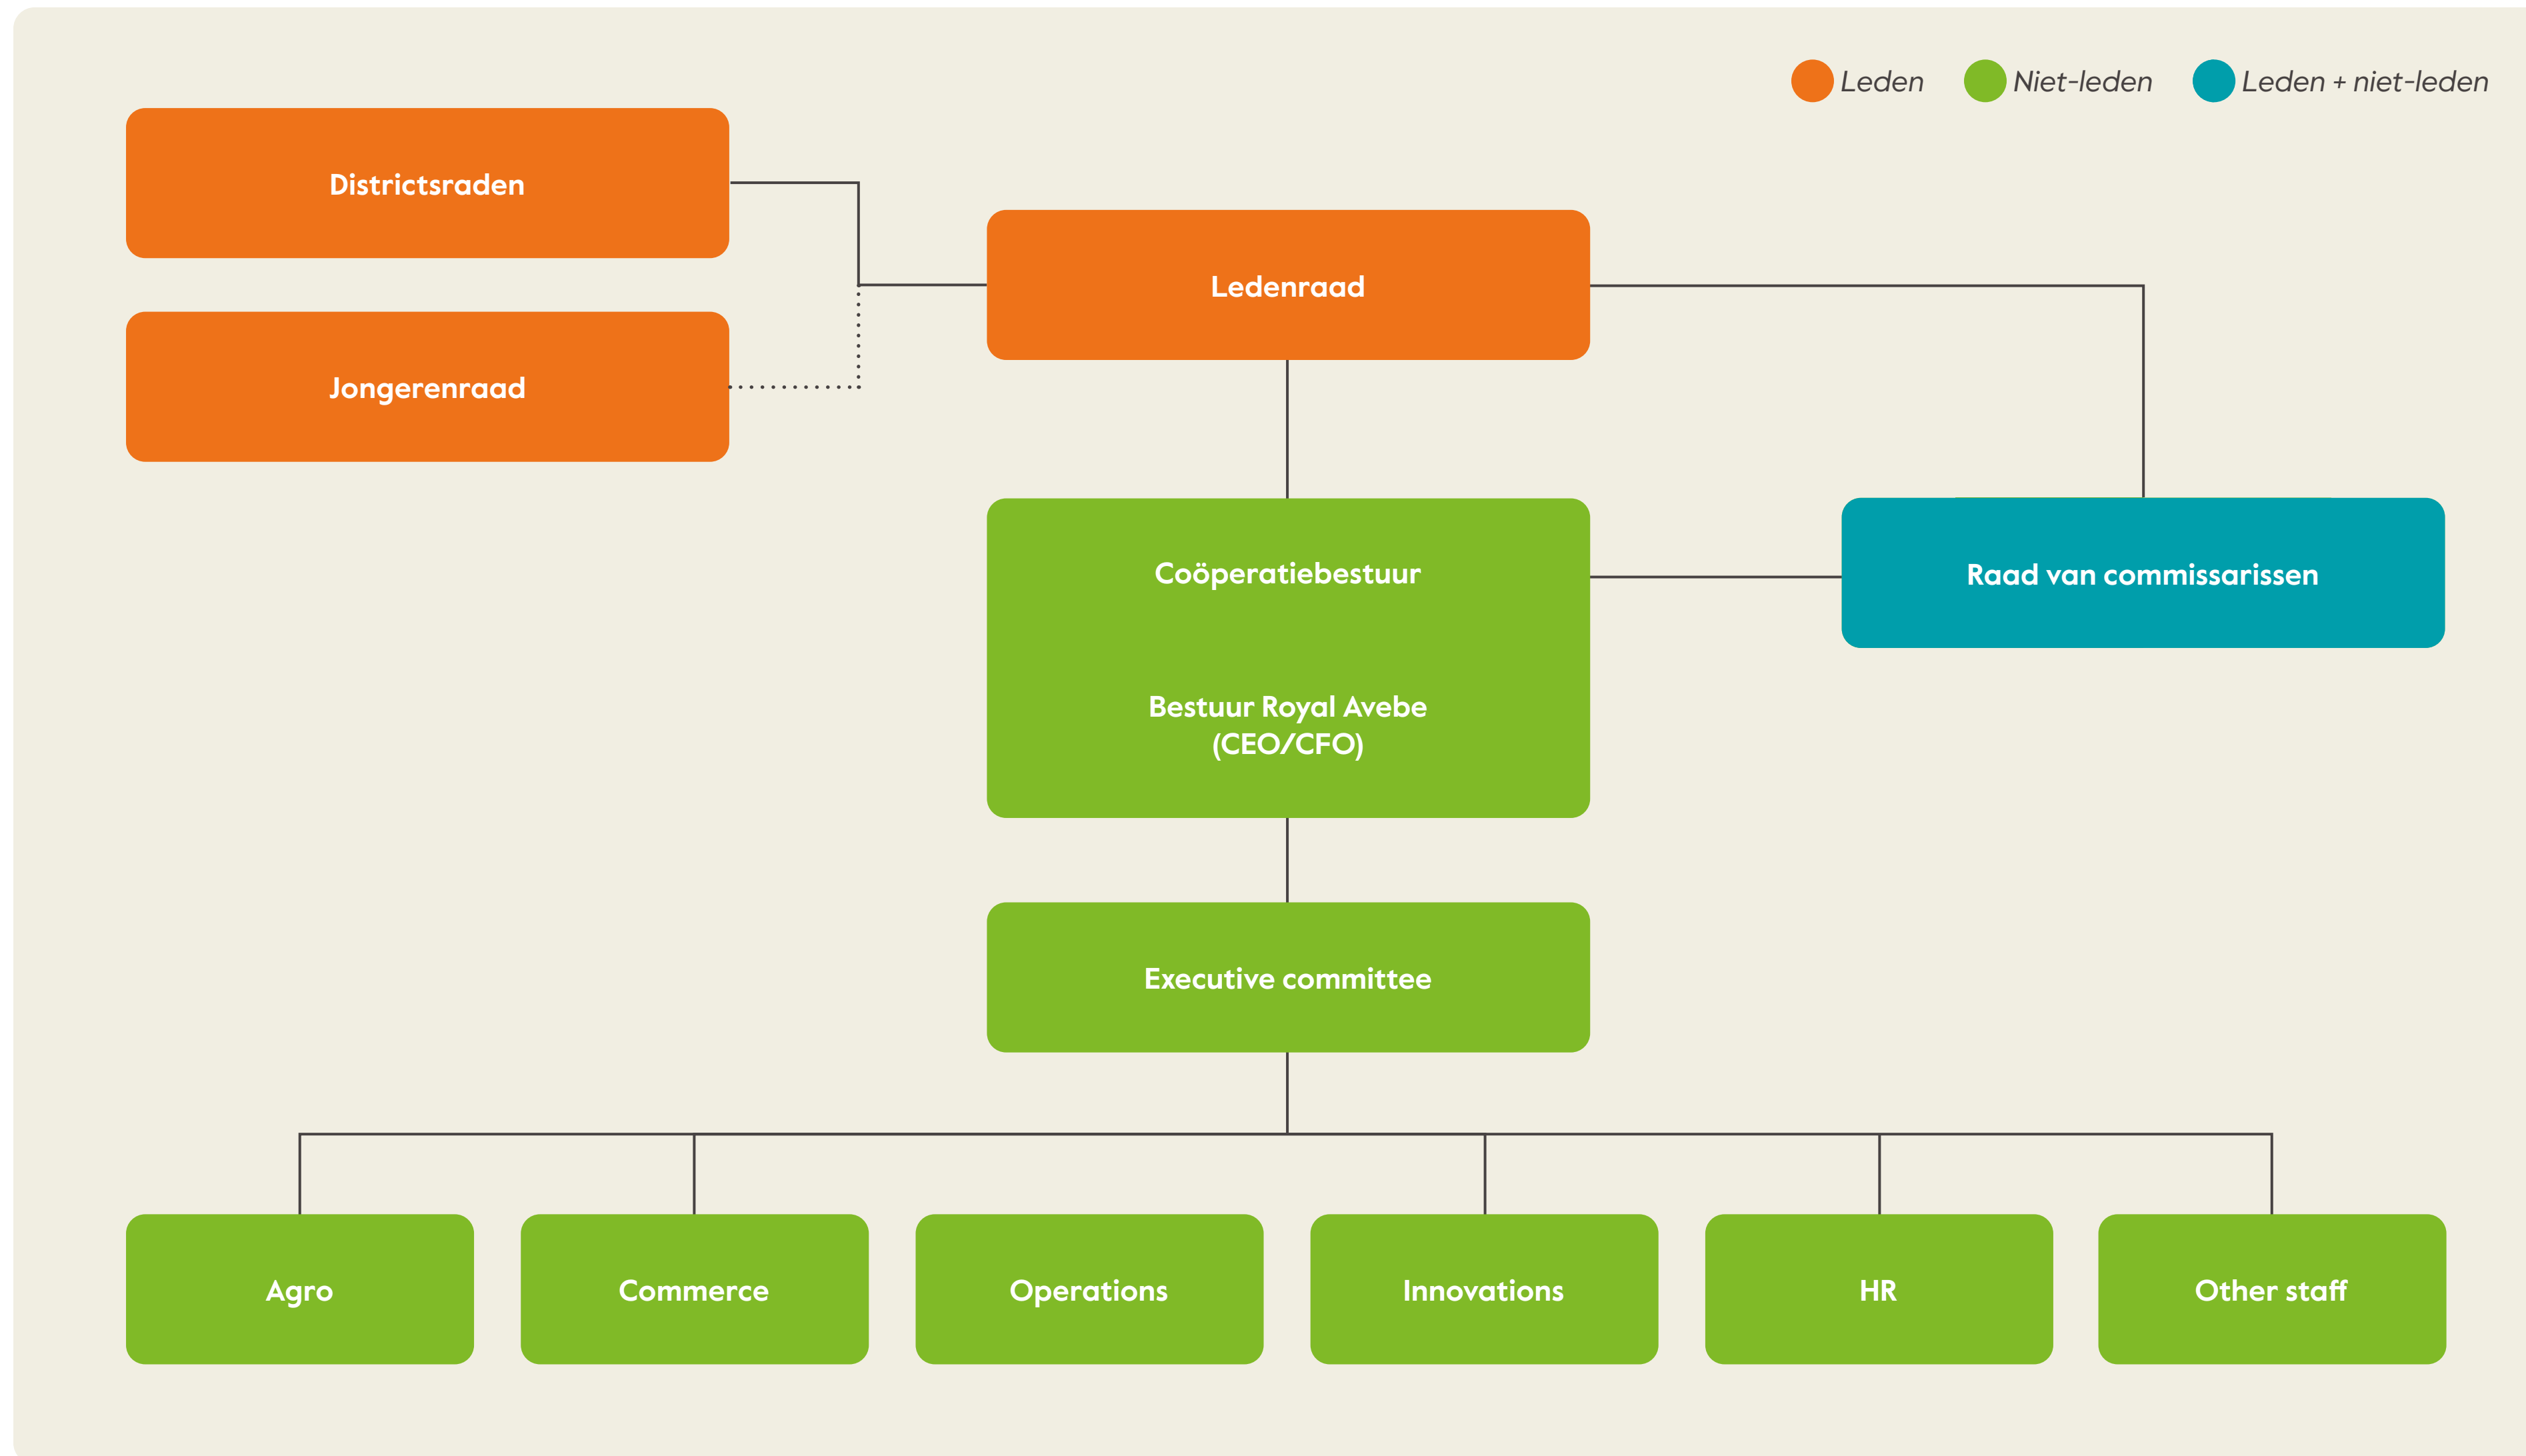 Leden
Niet-leden
Leden + niet-leden
Districtsraden
Ledenraad
Jongerenraad
Coöperatiebestuur
Raad van commissarissen
Bestuur Royal Avebe
(CEO/CFO)
Executive committee
Agro
Commerce
Operations
Innovations
HR
Other staff